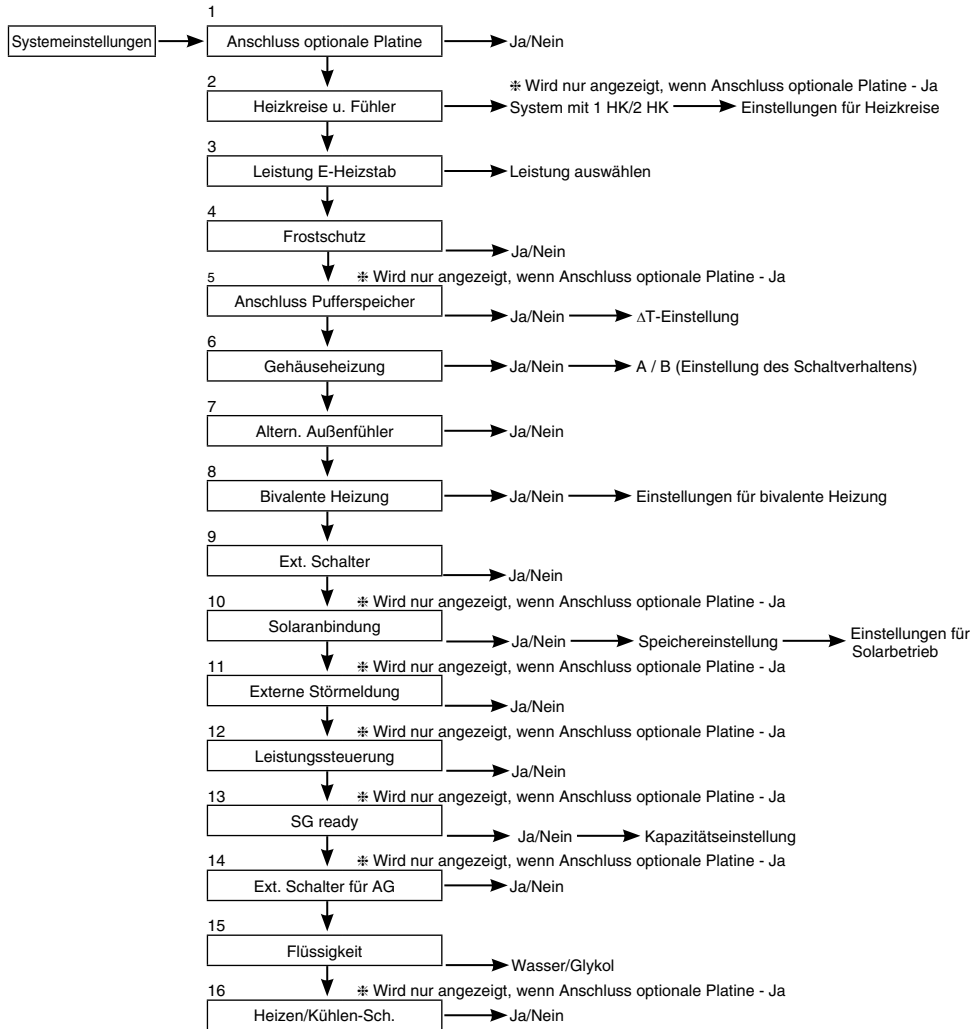 1
Systemeinstellungen
Anschluss optionale Platine
Ja/Nein
2
⁜ Wird nur angezeigt, wenn Anschluss optionale Platine - Ja
Heizkreise u. Fühler
System mit 1 HK/2 HK
Einstellungen für Heizkreise
3
Leistung E-Heizstab
Leistung auswählen
4
Frostschutz
Ja/Nein
5
⁜ Wird nur angezeigt, wenn Anschluss optionale Platine - Ja
Anschluss Pufferspeicher
Ja/Nein
ΔT-Einstellung
6
Gehäuseheizung
Ja/Nein
A / B (Einstellung des Schaltverhaltens)
7
Altern. Außenfühler
Ja/Nein
8
Bivalente Heizung
Ja/Nein
Einstellungen für bivalente Heizung
9
Ext. Schalter
Ja/Nein
10
⁜ Wird nur angezeigt, wenn Anschluss optionale Platine - Ja
Solaranbindung
Ja/Nein
Speichereinstellung
Einstellungen für
Solarbetrieb
11
⁜ Wird nur angezeigt, wenn Anschluss optionale Platine - Ja
Externe Störmeldung
Ja/Nein
12
⁜ Wird nur angezeigt, wenn Anschluss optionale Platine - Ja
Leistungssteuerung
Ja/Nein
13
⁜ Wird nur angezeigt, wenn Anschluss optionale Platine - Ja
SG ready
Ja/Nein
Kapazitätseinstellung
14
⁜ Wird nur angezeigt, wenn Anschluss optionale Platine - Ja
Ext. Schalter für AG
Ja/Nein
15
Flüssigkeit
Wasser/Glykol
16
⁜ Wird nur angezeigt, wenn Anschluss optionale Platine - Ja
Heizen/Kühlen-Sch.
Ja/Nein